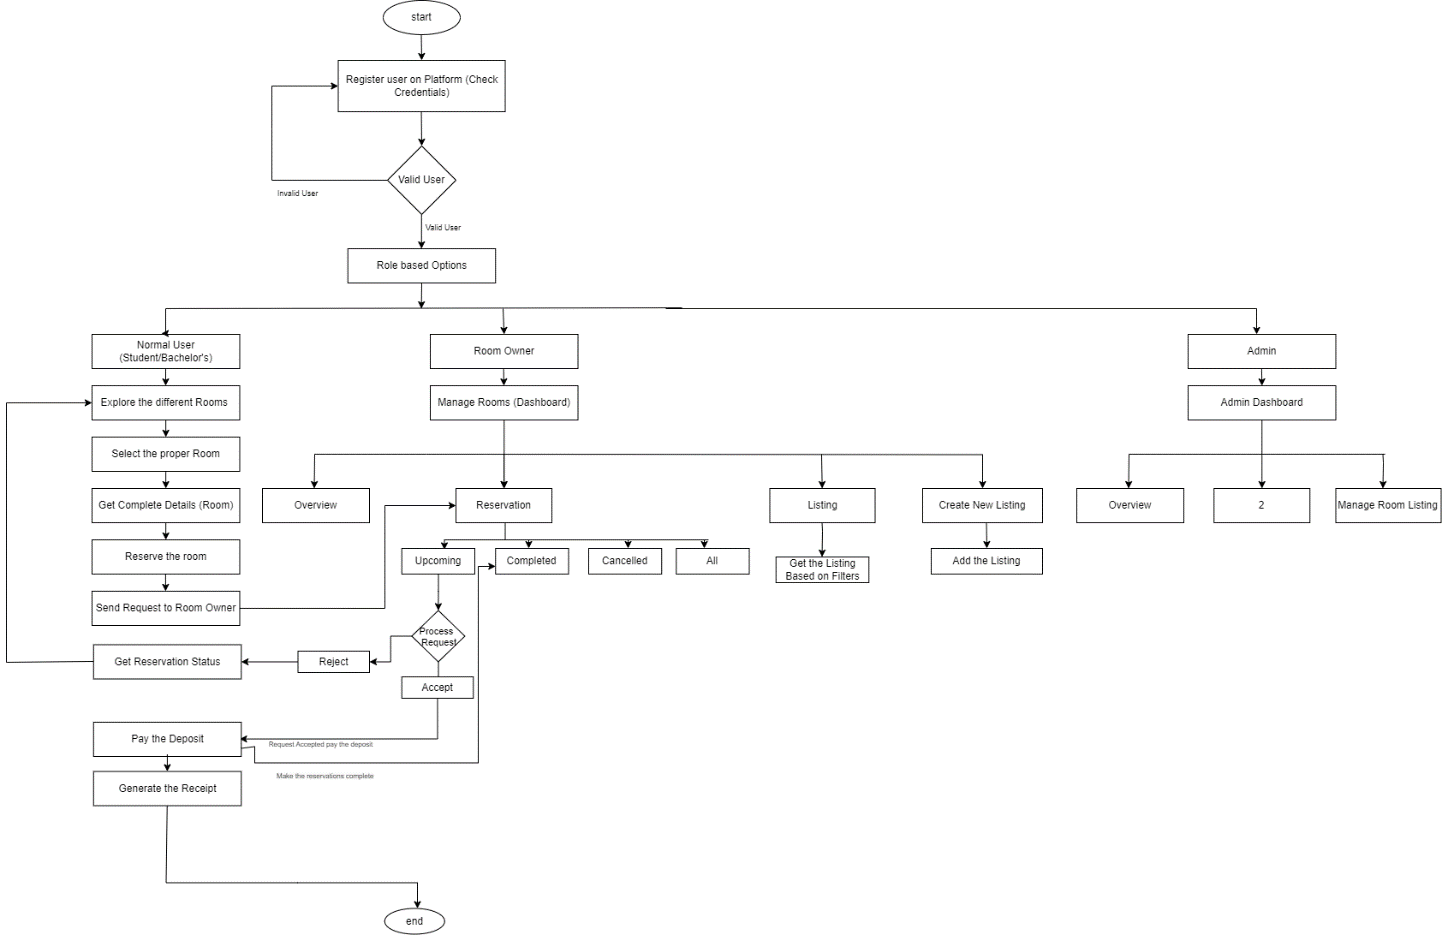 start
Register user on Platform (Check
Credentials)
Valid User
Invalid User
Valid User
Role based Options
Normal User
(Student/Bachelor's)
Room Owner
Admin
Explore the different Rooms
Manage Rooms (Dashboard)
Admin Dashboard
Select the proper Room
Get Complete Details (Room)
Overview
Reservation
Listing
Create New Listing
Overview
2
Manage Room Listing
Reserve the room
Upcoming
Completed
Cancelled
All
Get the Listing
Based on Filters
Add the Listing
Send Request to Room Owner
Process
Request
Get Reservation Status
Reject
Accept
Pay the Deposit
Request Accepted pay the deposit
Make the reservations complete
Generate the Receipt
end